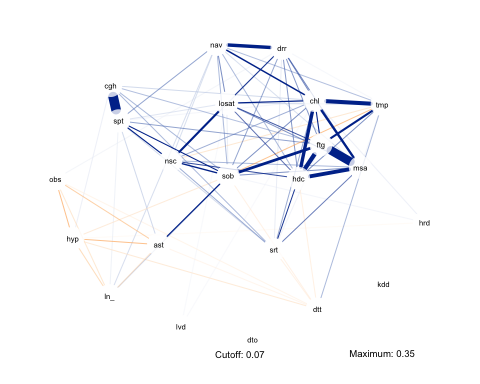 nav
drr
cgh
losat
chl
tmp
spt
ftg
nsc
sob
hdc
msa
obs
hrd
hyp
ast
srt
kdd
ln_
dtt
lvd
dto
Cutoff: 0.07
Maximum: 0.35